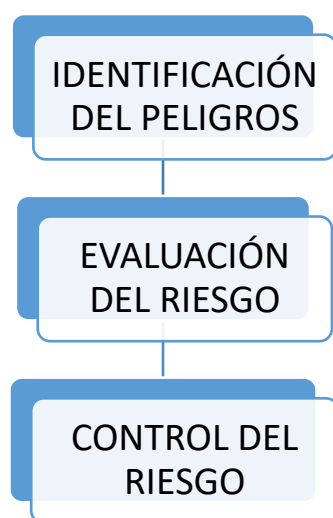 IDENTIFICACIÓN
DEL PELIGROS
EVALUACIÓN
DEL RIESGO
CONTROL DEL
RIESGO